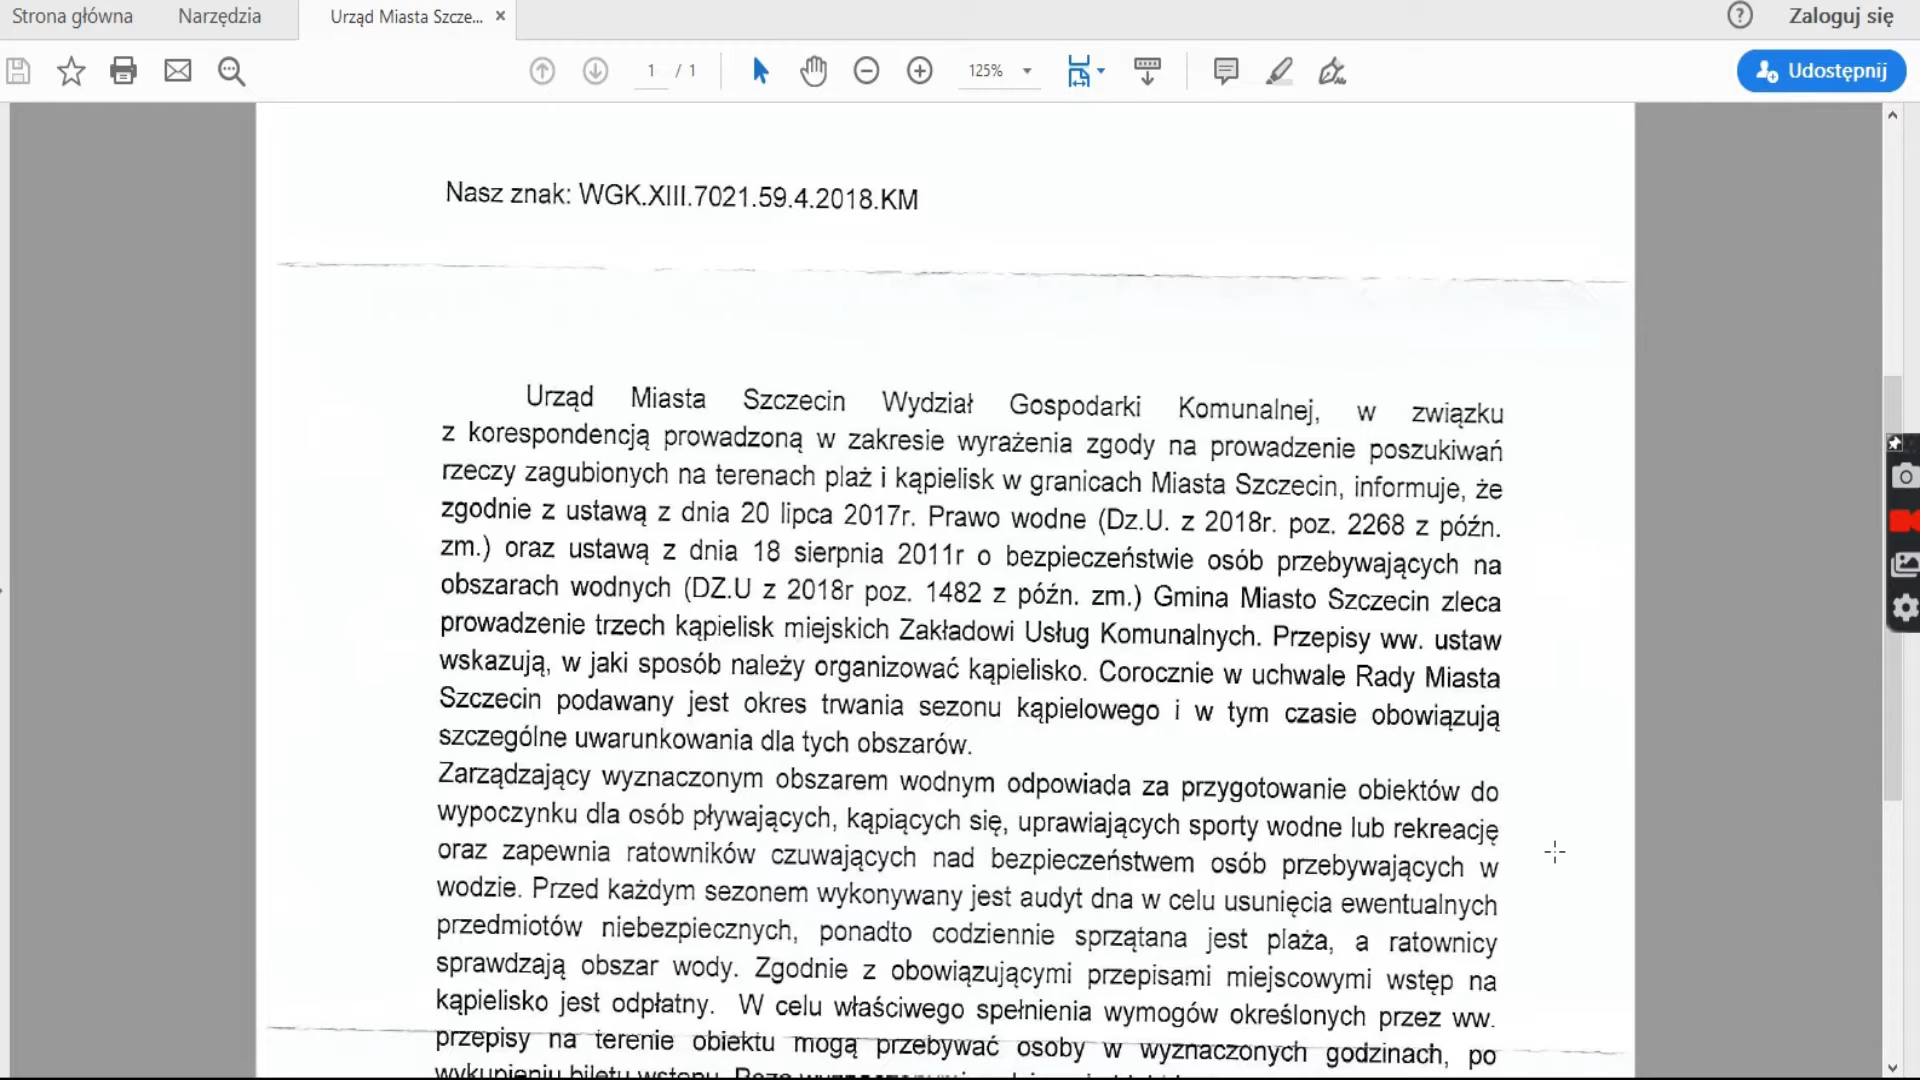 Strona główna
Narzędzia
Urząd Miasta Szcze...
Zaloguj się
1 / 1
125%
Udostępnij
Nasz znak: WGK.XIII.7021.59.4.2018.KM
Urząd Miasta Szczecin Wydział Gospodarki Komunalnej, w związku
z korespondencją prowadzoną w zakresie wyrażenia zgody na prowadzenie poszukiwań
rzeczy zagubionych na terenach plaż i kąpielisk w granicach Miasta Szczecin, informuje, że
zgodnie z ustawą z dnia 20 lipca 2017r. Prawo wodne (Dz.U. z 2018r. poz. 2268 z późn.
zm.) oraz ustawą z dnia 18 sierpnia 2011r o bezpieczeństwie osób przebywających na
obszarach wodnych (DZ.U z 2018r poz. 1482 z późn. zm.) Gmina Miasto Szczecin zleca
prowadzenie trzech kąpielisk miejskich Zakładowi Usług Komunalnych. Przepisy ww. ustaw
wskazują, w jaki sposób należy organizować kąpielisko. Corocznie w uchwale Rady Miasta
Szczecin podawany jest okres trwania sezonu kąpielowego i w tym czasie obowiązują
szczególne uwarunkowania dla tych obszarów.
Zarządzający wyznaczonym obszarem wodnym odpowiada za przygotowanie obiektów do
wypoczynku dla osób pływających, kąpiących się, uprawiających sporty wodne lub rekreację
oraz zapewnia ratowników czuwających nad bezpieczeństwem osób przebywających w
wodzie. Przed każdym sezonem wykonywany jest audyt dna w celu usunięcia ewentualnych
przedmiotów niebezpiecznych, ponadto codziennie sprzątana jest plaża, a ratownicy
sprawdzają obszar wody. Zgodnie z obowiązującymi przepisami miejscowymi wstęp na
kąpielisko jest odpłatny. W celu właściwego spełnienia wymogów określonych przez ww.
przepisy na terenie obiektu mogą przebywać osoby w wyznaczonych godzinach, po
wykupieniu biletu wstępu. Poza